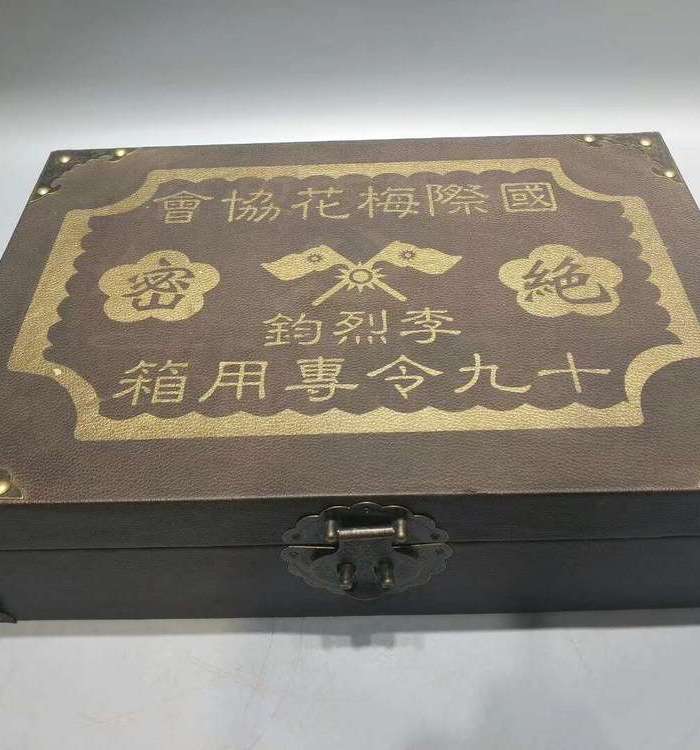 國際梅花協會
絕密
李烈鈞
十九令專用箱